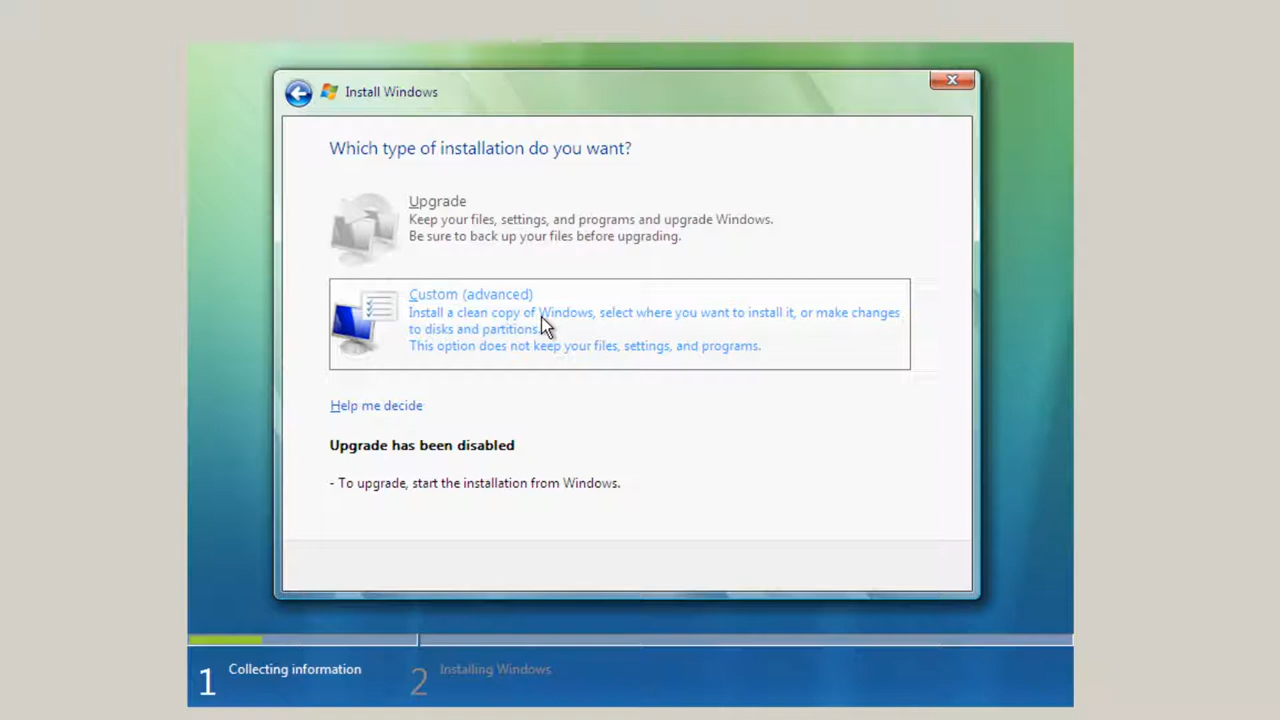 Install Windows
Which type of installation do you want?
Upgrade
Keep your files, settings, and programs and upgrade Windows.
Be sure to back up your files before upgrading.
Custom (advanced)
Install a clean copy of Windows, select where you want to install it, or make changes
to disks and partitions.
This option does not keep your files, settings, and programs.
Help me decide
Upgrade has been disabled
- To upgrade, start the installation from Windows.
1 Collecting information
2 Installing Windows